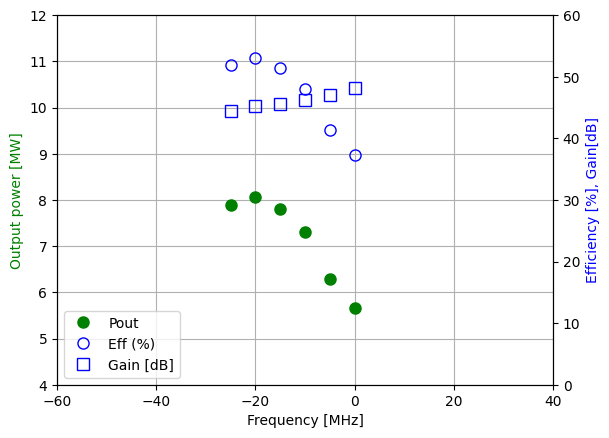 12
11
10
9
8
7
6
5
4
Output power [MW]
60
50
40
30
20
10
0
Efficiency [%], Gain[dB]
Pout
Eff (%)
Gain [dB]
−60 −40 −20 0 20 40
Frequency [MHz]